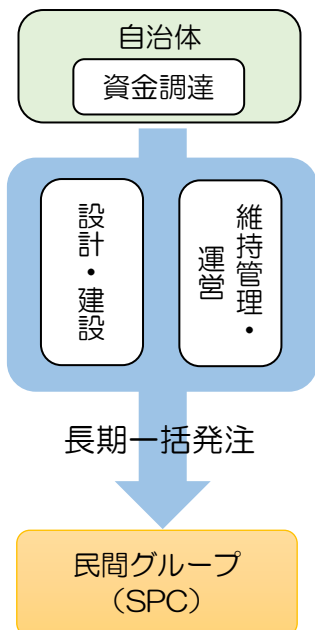 自治体
資金調達
設計・建設
維持管理・
運営
長期一括発注
民間グループ
（SPC）